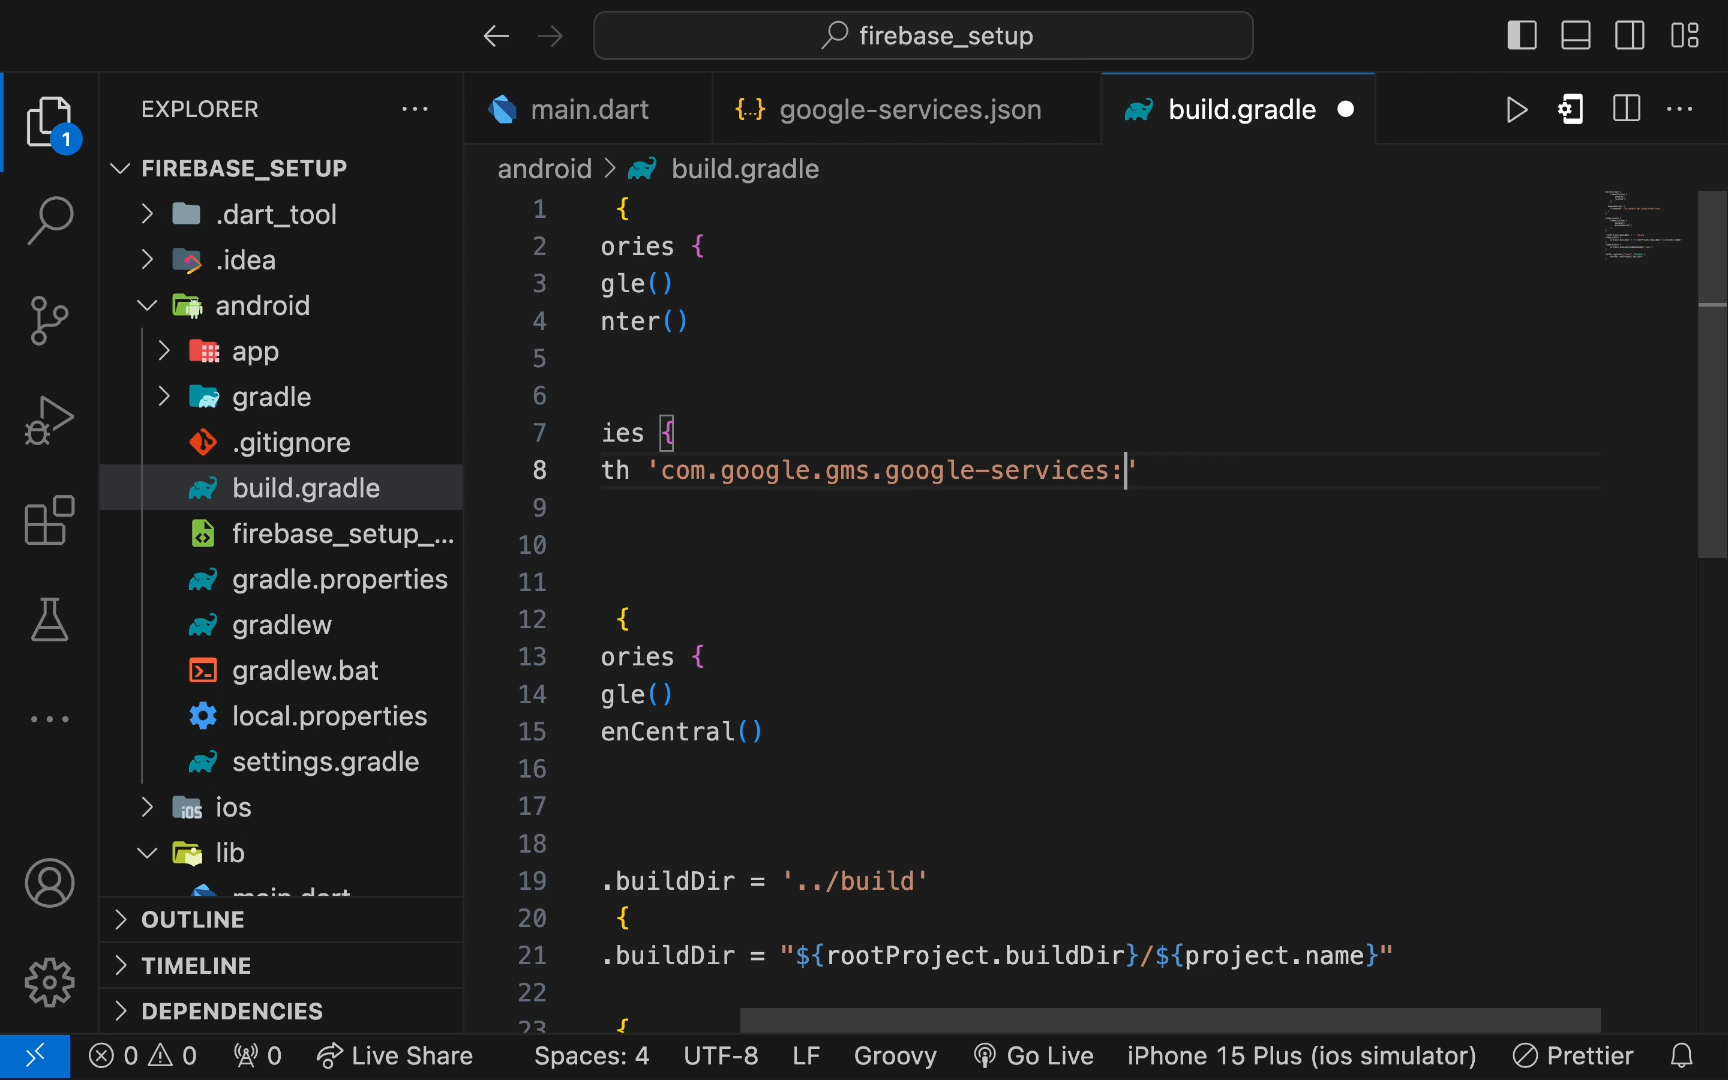 firebase_setup
1
EXPLORER
FIREBASE_SETUP
.dart_tool
.idea
android
app
gradle
.gitignore
build.gradle
firebase_setup_...
gradle.properties
gradlew
gradlew.bat
local.properties
settings.gradle
ios
lib
main.dart
OUTLINE
TIMELINE
DEPENDENCIES
main.dart
{..} google-services.json
build.gradle
android > build.gradle
1 {
2 ories {
3 gle()
4 nter()
5
6
7 ies {
8 th 'com.google.gms.google-services:'
9
10
11
12 {
13 ories {
14 gle()
15 enCentral()
16
17
18
19 .buildDir = '../build'
20 {
21 .buildDir = "${rootProject.buildDir}/${project.name}"
22
23 {
0 0 0 Live Share Spaces: 4 UTF-8 LF Groovy Go Live iPhone 15 Plus (ios simulator) Prettier